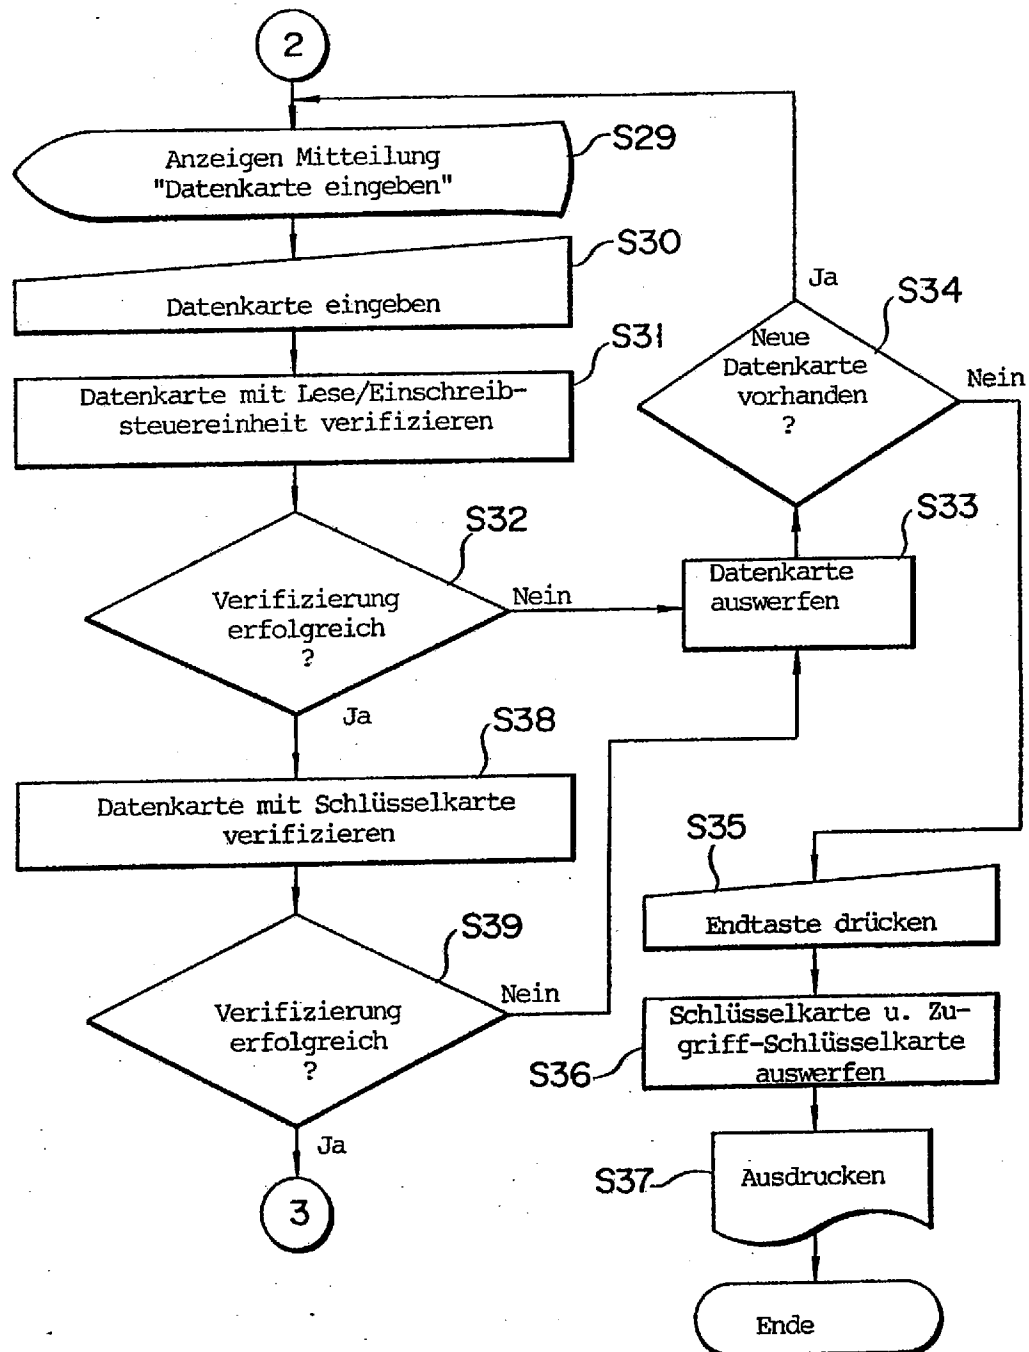 2
S29
Anzeigen Mitteilung
"Datenkarte eingeben"
S30
Datenkarte eingeben
S31
Datenkarte mit Lese/Einschreib-
steuereinheit verifizieren
S32
Verifizierung
erfolgreich
?
Nein
Ja
S38
Datenkarte mit Schlüsselkarte
verifizieren
S39
Verifizierung
erfolgreich
?
Nein
Ja
3
Ja
S34
Neue
Datenkarte
vorhanden
?
Nein
S33
Datenkarte
auswerfen
S35
Endtaste drücken
S36
Schlüsselkarte u. Zu-
griff-Schlüsselkarte
auswerfen
S37
Ausdrucken
Ende